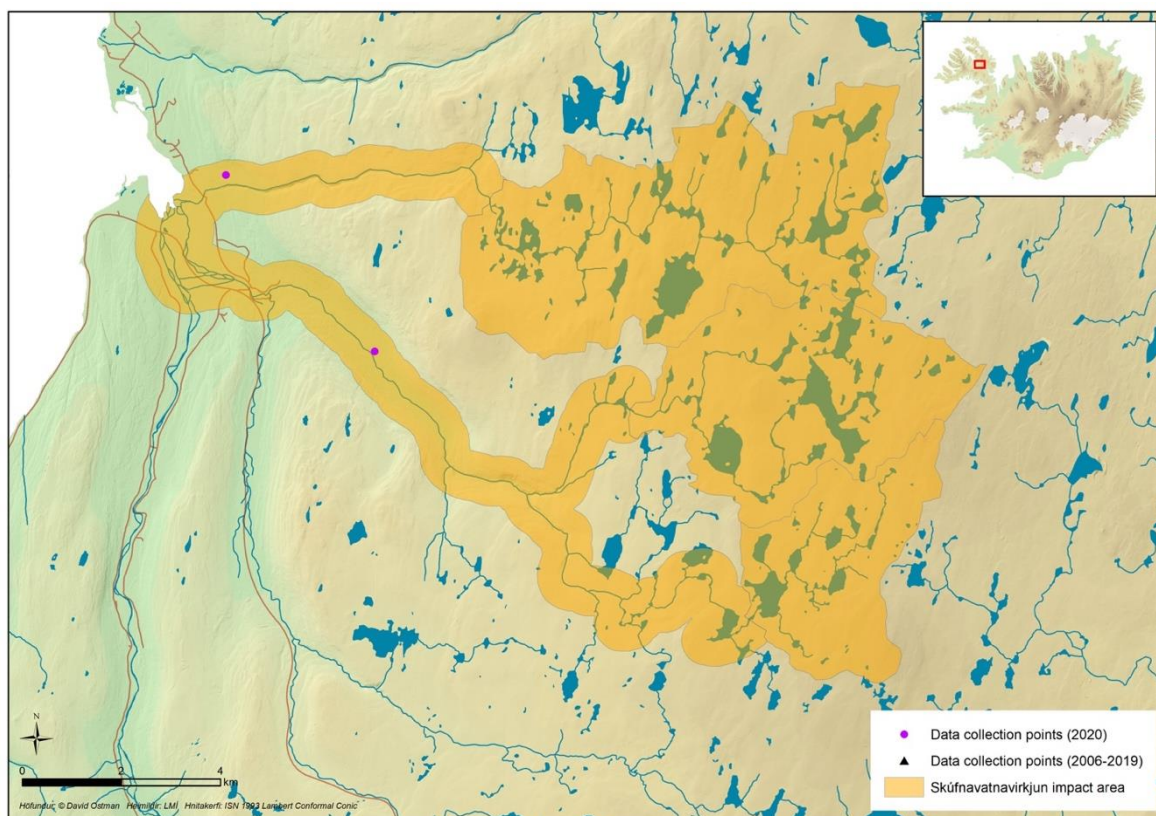 N
0 2 4
km
Höfundur: © David Ostman Heimildir: LMÍ Hnitakerfi: ISN 1993 Lambert Conformal Conic
Data collection points (2020)
Data collection points (2006-2019)
Skúfnavatnavirkjun impact area